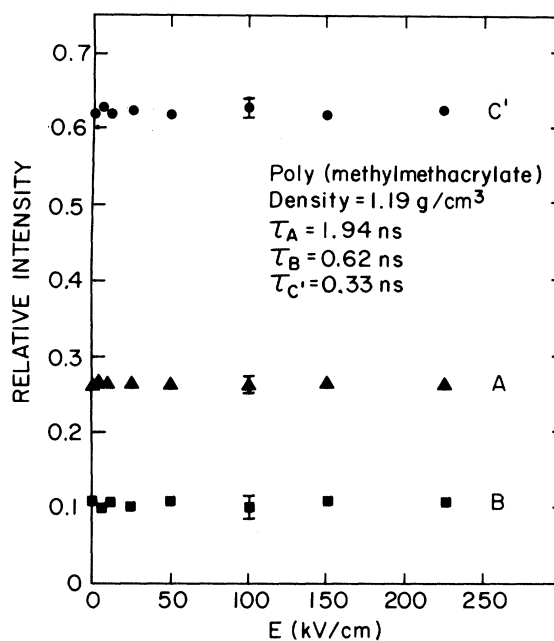 0.7
0.6
0.5
0.4
0.3
0.2
0.1
0
RELATIVE INTENSITY
C'
Poly (methylmethacrylate)
Density = 1.19 g/cm³
τA = 1.94 ns
τB = 0.62 ns
τC' = 0.33 ns
A
B
0 50 100 150 200 250
E (kV/cm)